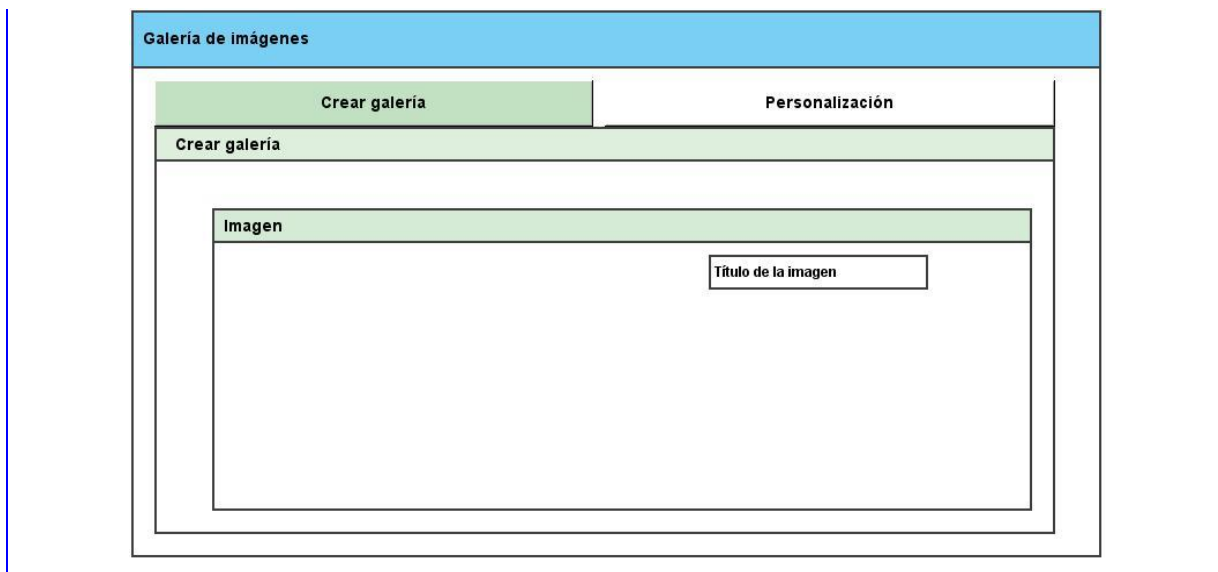 Galería de imágenes
Crear galería
Personalización
Crear galería
Imagen
Título de la imagen